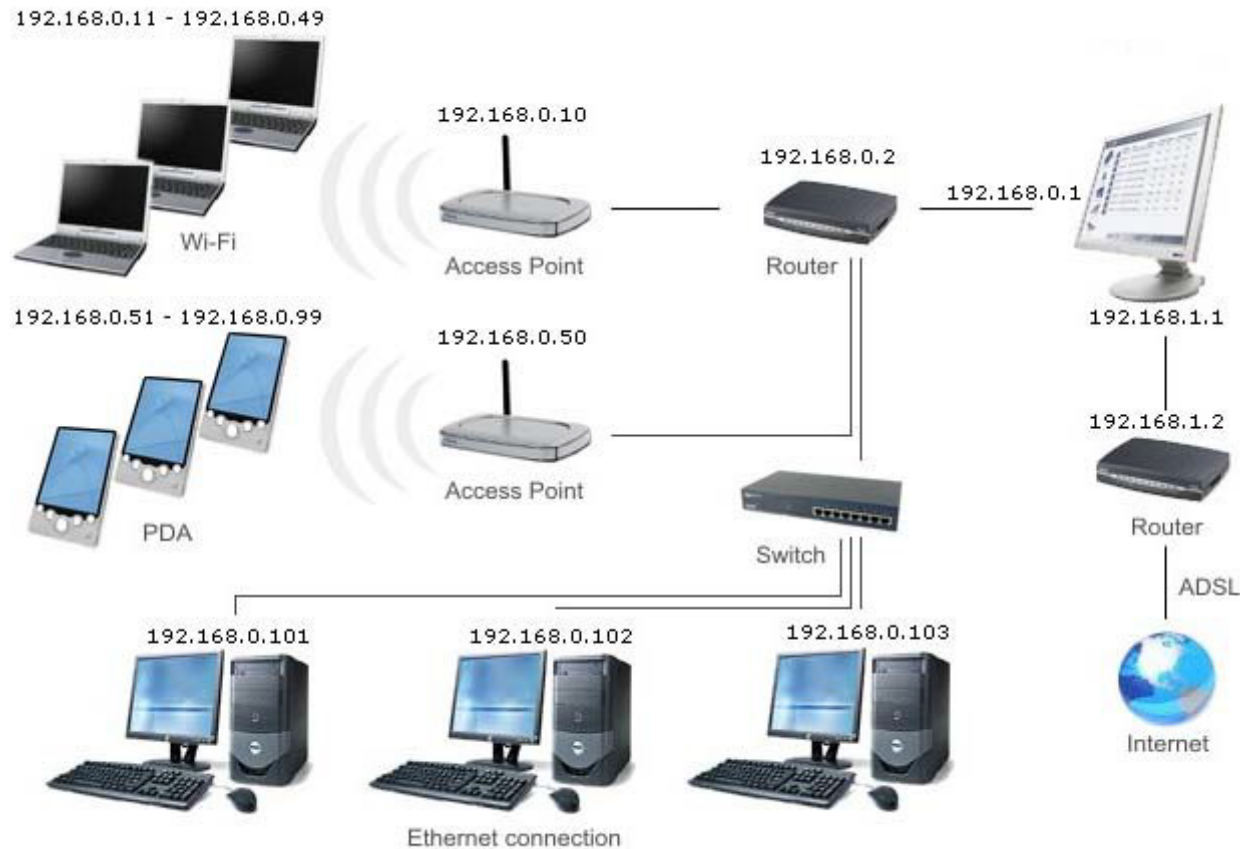 192.168.0.11 - 192.168.0.49
192.168.0.10
192.168.0.2
192.168.0.1
Wi-Fi
Access Point
Router
192.168.0.51 - 192.168.0.99
192.168.0.50
192.168.1.1
192.168.1.2
Access Point
PDA
Router
Switch
ADSL
192.168.0.101
192.168.0.102
192.168.0.103
Internet
Ethernet connection